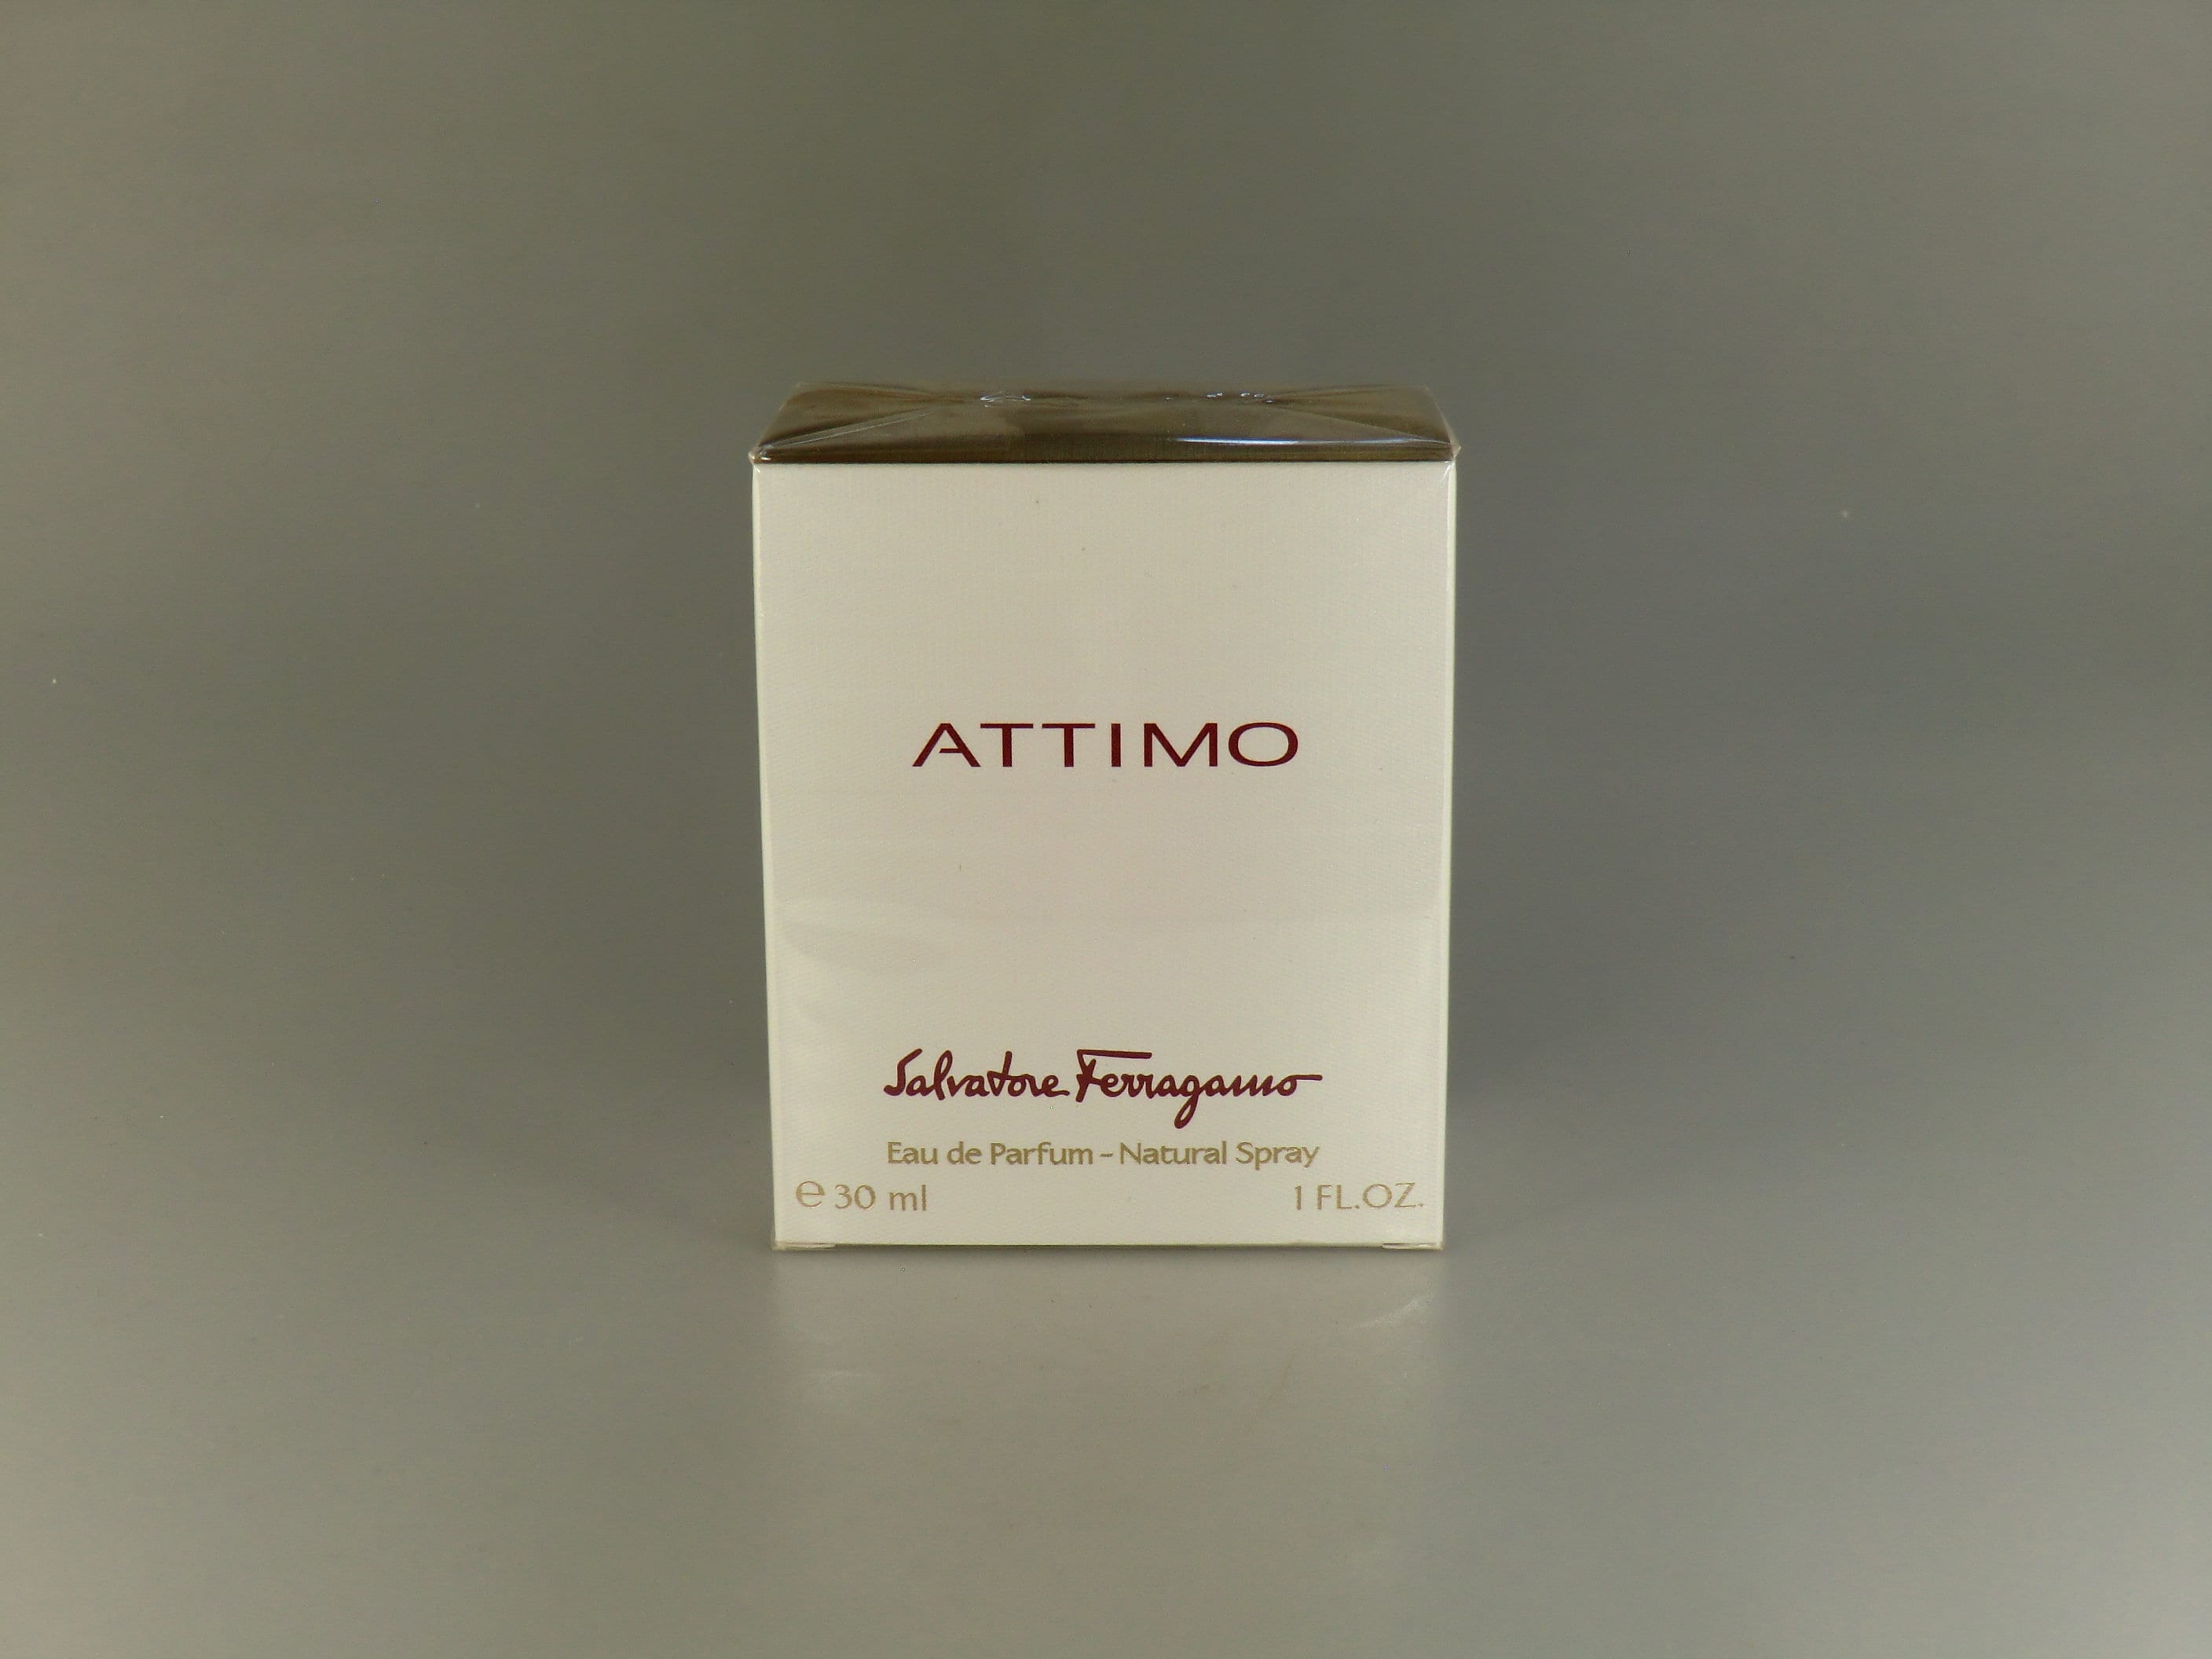 ATTIMO
Salvatore Ferragamo
Eau de Parfum - Natural Spray
℮ 30 ml
1 FL.OZ.